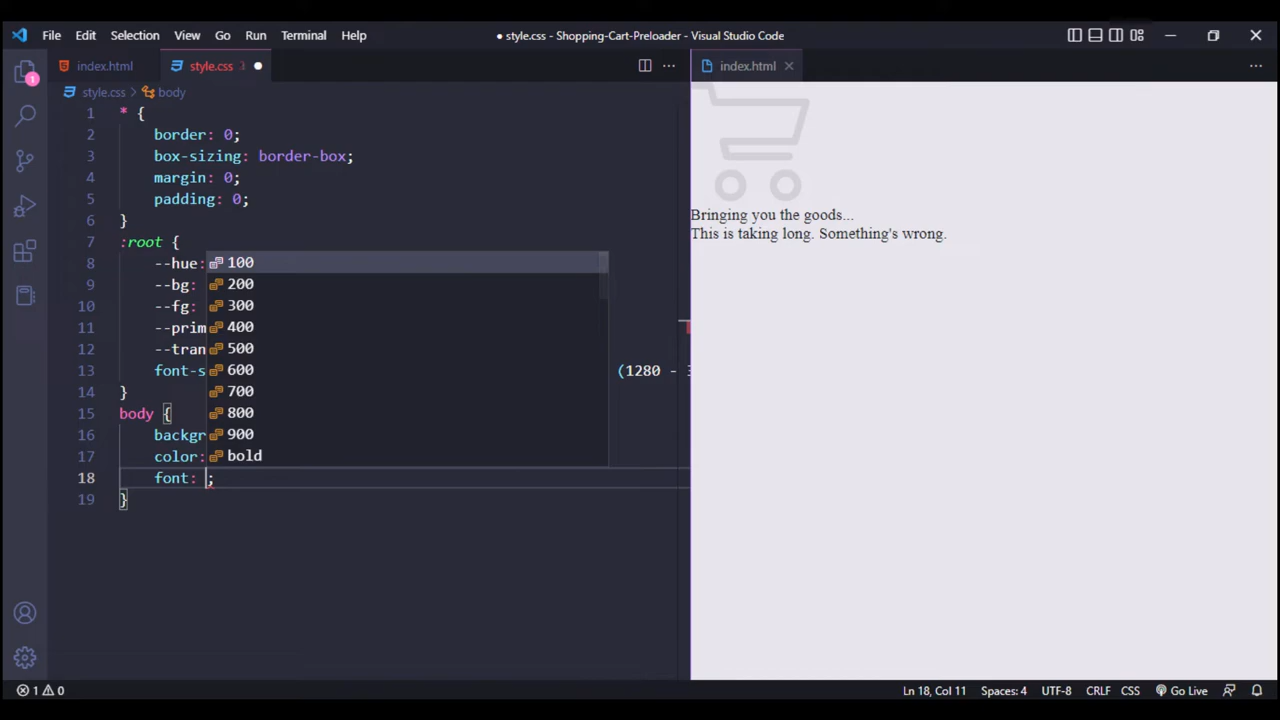 File Edit Selection View Go Run Terminal Help
● style.css - Shopping-Cart-Preloader - Visual Studio Code
index.html
style.css 3 ●
index.html
style.css > body
1 * {
2 border: 0;
3 box-sizing: border-box;
4 margin: 0;
5 padding: 0;
6 }
7 :root {
8 --hue:
9 --bg:
10 --fg:
11 --prim
12 --tran
13 font-s (1280 -
14 }
15 body {
16 backgr
17 color:
18 font: ;
19 }
100
200
300
400
500
600
700
800
900
bold
Bringing you the goods...
This is taking long. Something's wrong.
1
1 0
Ln 18, Col 11 Spaces: 4 UTF-8 CRLF CSS Go Live